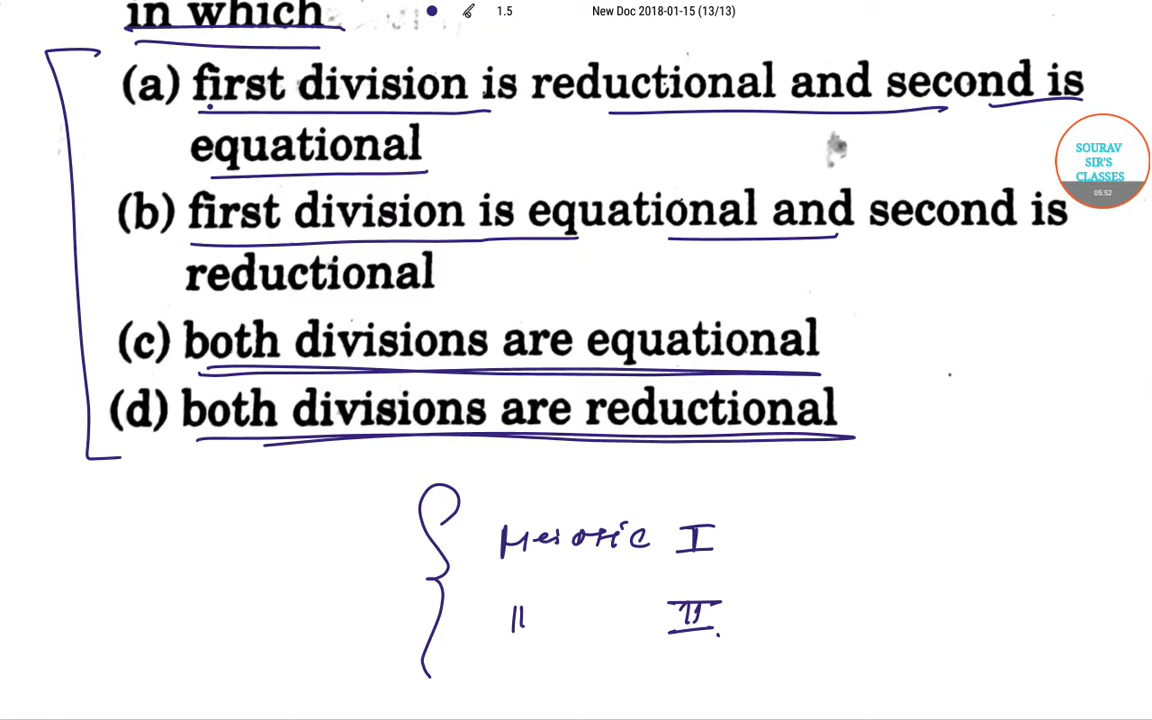 in which
1.5
New Doc 2018-01-15 (13/13)
(a) first division is reductional and second is
equational
(b) first division is equational and second is
reductional
(c) both divisions are equational
(d) both divisions are reductional
SOURAV
SIR'S
CLASSES
05:52
Meiotic I
" II.